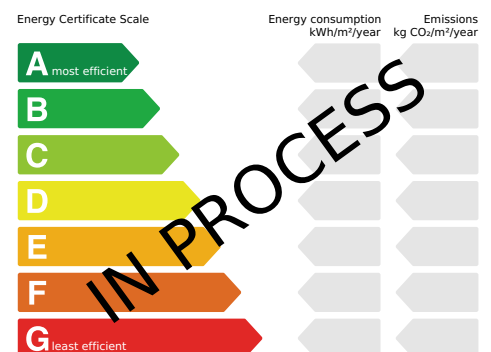 Energy Certificate Scale
Energy consumption
kWh/m²/year
Emissions
kg CO₂/m²/year
A most efficient
B
C
D
E
F
G least efficient
IN PROCESS